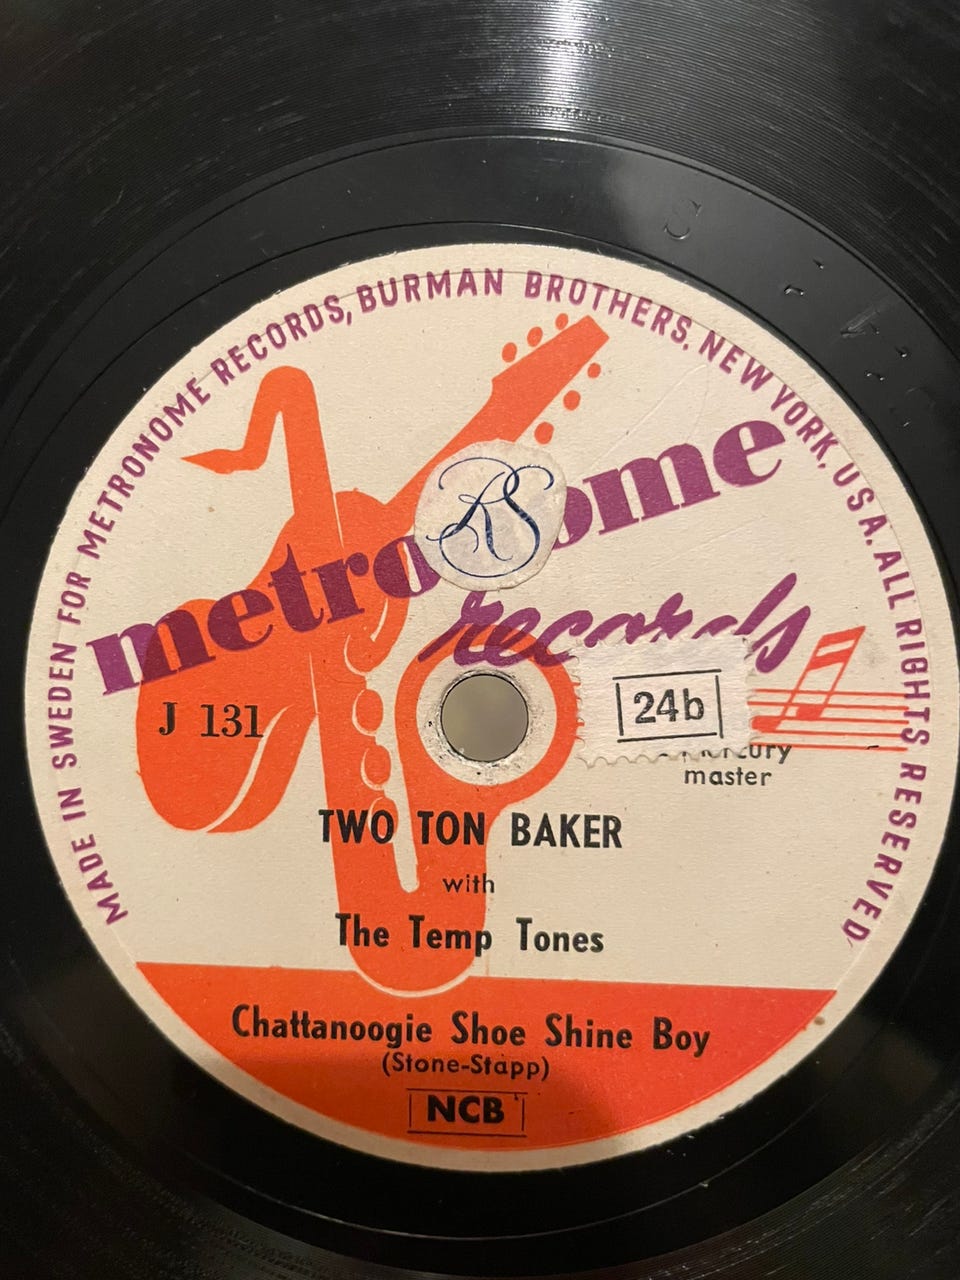 MADE IN SWEDEN FOR METRONOME RECORDS, BURMAN BROTHERS, NEW YORK, U.S.A. ALL RIGHTS RESERVED
RS
metronome
records
J 131
24b
master
TWO TON BAKER
with
The Temp Tones
Chattanoogie Shoe Shine Boy
(Stone-Stapp)
NCB
S